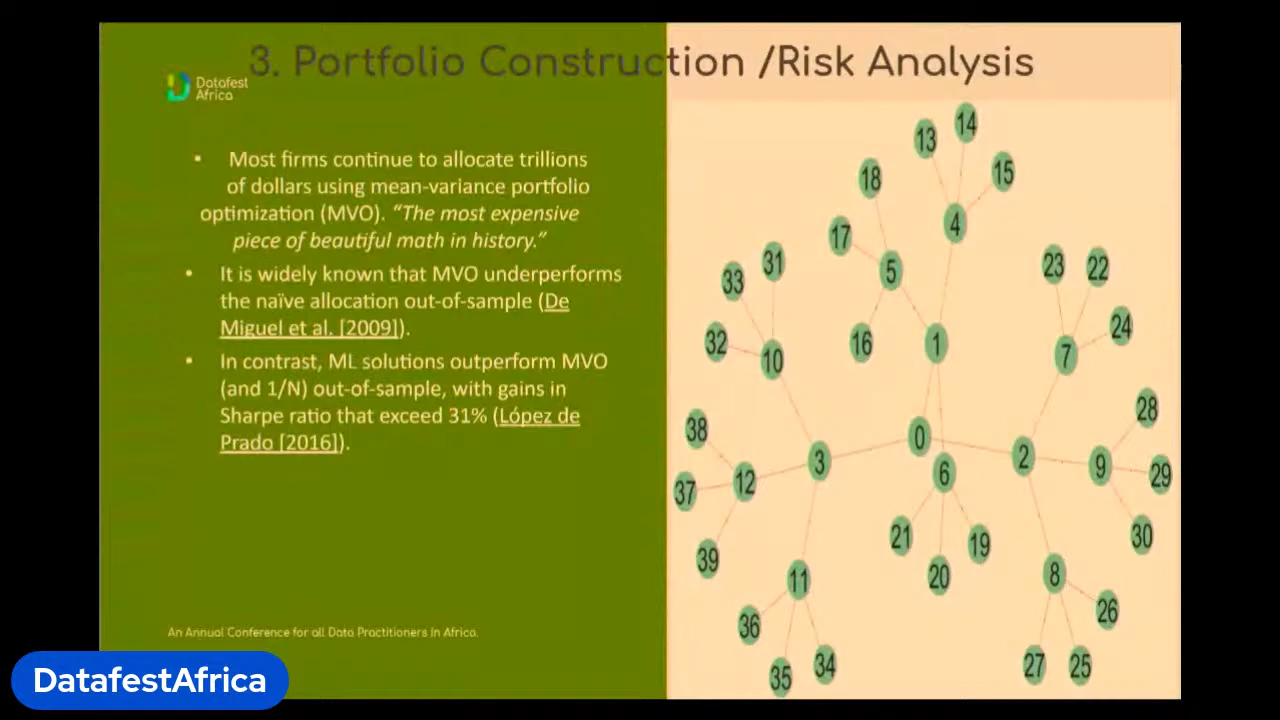 3. Portfolio Construction /Risk Analysis
Datafest
Africa
• Most firms continue to allocate trillions
of dollars using mean-variance portfolio
optimization (MVO). “The most expensive
piece of beautiful math in history.”
• It is widely known that MVO underperforms
the naïve allocation out-of-sample (De
Miguel et al. [2009]).
• In contrast, ML solutions outperform MVO
(and 1/N) out-of-sample, with gains in
Sharpe ratio that exceed 31% (López de
Prado [2016]).
An Annual Conference for all Data Practitioners In Africa.
DatafestAfrica
14
13
15
18
4
17
23
22
31
5
33
24
16
32
1
7
10
28
38
0
3
2
9
6
29
12
37
21
30
19
39
11
20
8
26
36
34
27
25
35